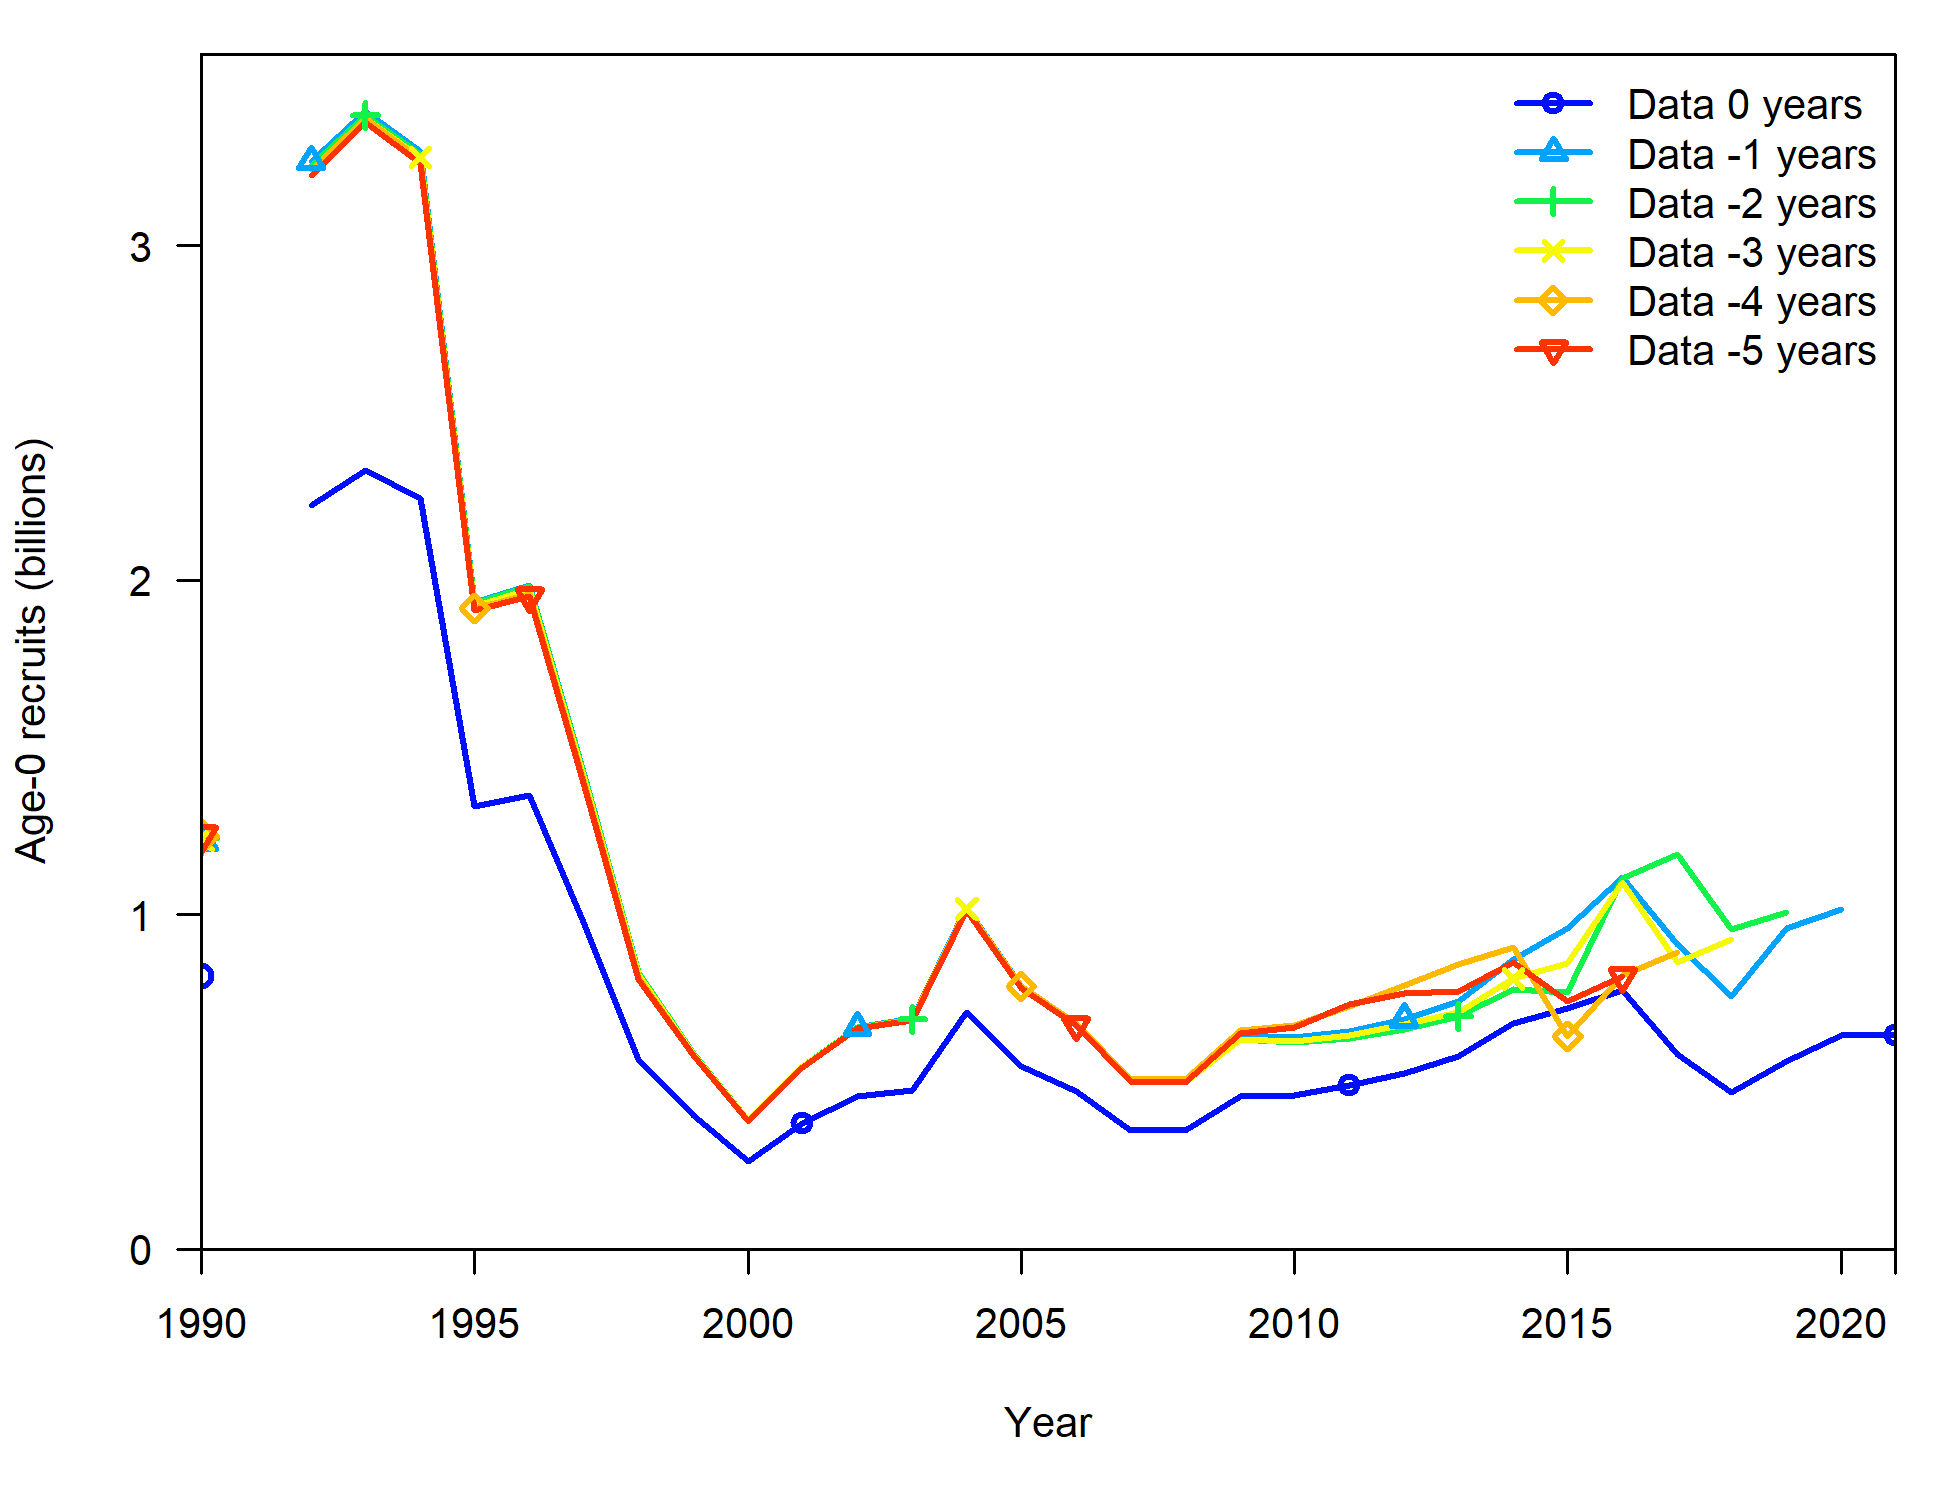 Data 0 years
Data -1 years
Data -2 years
Data -3 years
Data -4 years
Data -5 years
Age-0 recruits (billions)
3
2
1
0
1990 1995 2000 2005 2010 2015 2020
Year